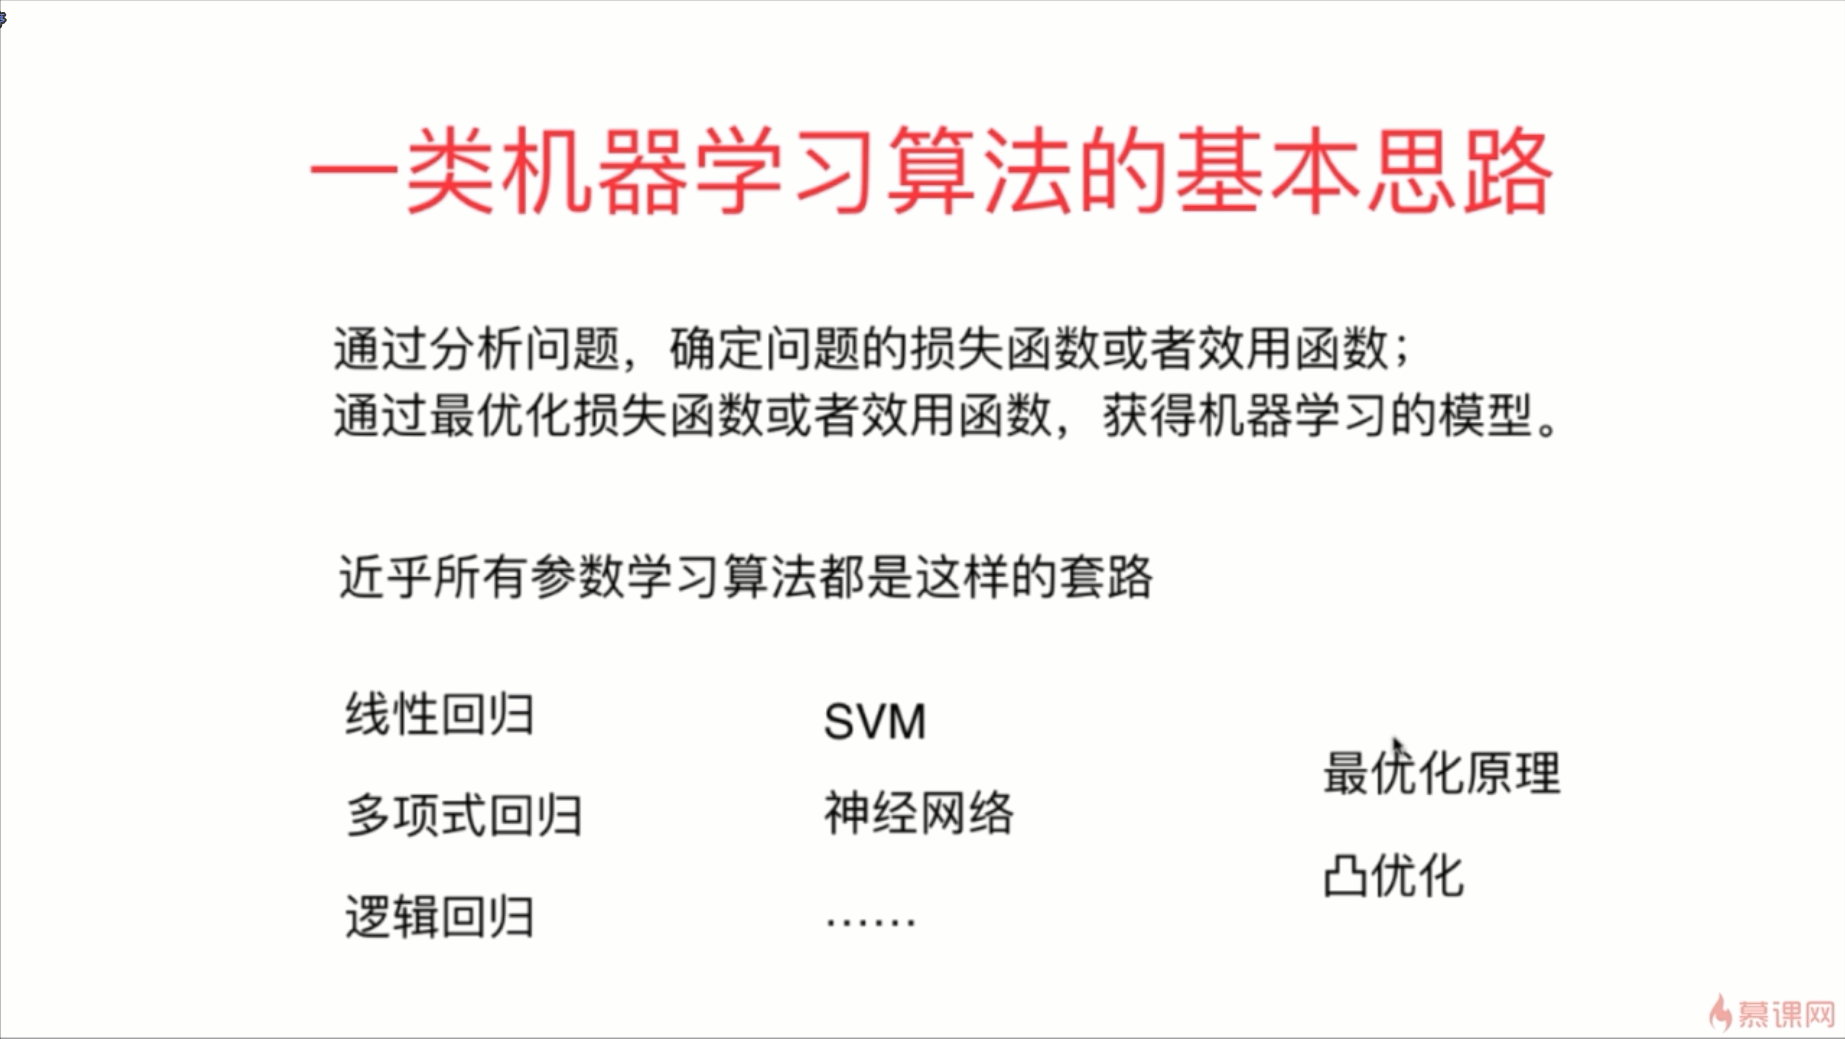 一类机器学习算法的基本思路
通过分析问题，确定问题的损失函数或者效用函数；
通过最优化损失函数或者效用函数，获得机器学习的模型。
近乎所有参数学习算法都是这样的套路
线性回归
多项式回归
逻辑回归
SVM
神经网络
……
最优化原理
凸优化
慕课网